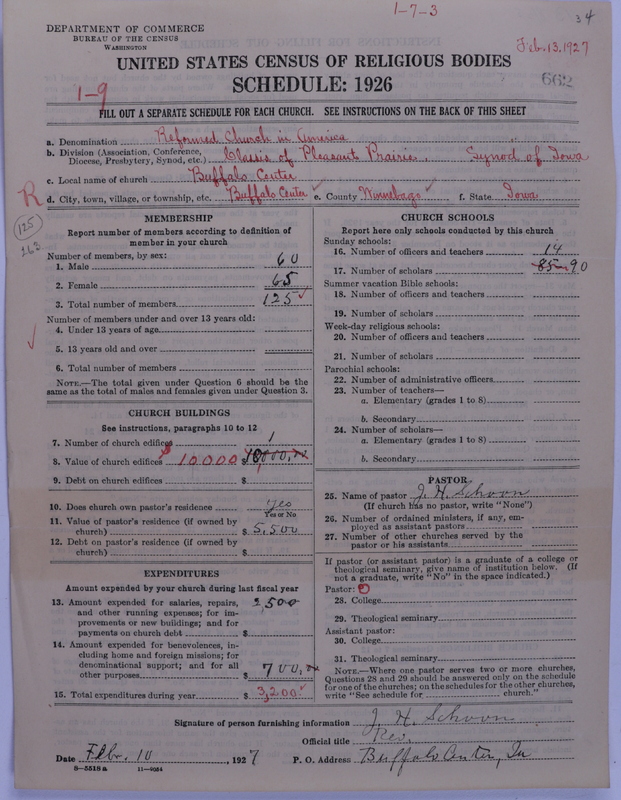 1-7-3
34
DEPARTMENT OF COMMERCE
BUREAU OF THE CENSUS
WASHINGTON
Feb. 13, 1927
UNITED STATES CENSUS OF RELIGIOUS BODIES
662
SCHEDULE: 1926
1-9
FILL OUT A SEPARATE SCHEDULE FOR EACH CHURCH. SEE INSTRUCTIONS ON THE BACK OF THIS SHEET
a. Denomination Reformed Church in America
b. Division (Association, Conference, Diocese, Presbytery, Synod, etc.) Classis of Pleasant Prairie. Synod of Iowa
c. Local name of church Buffalo Center
R
d. City, town, village, or township, etc. Buffalo Center ✓ e. County Winnebago ✓ f. State Iowa
125
162
MEMBERSHIP
Report number of members according to definition of
member in your church
Number of members, by sex:
1. Male 60
2. Female 65
3. Total number of members 125 ✓
Number of members under and over 13 years old:
4. Under 13 years of age
5. 13 years old and over
6. Total number of members
NOTE.—The total given under Question 6 should be the
same as the total of males and females given under Question 3.
CHURCH BUILDINGS
See instructions, paragraphs 10 to 12
7. Number of church edifices 1
8. Value of church edifices 10000 $ 10000.xx
9. Debt on church edifices $
10. Does church own pastor's residence yes
Yes or No
11. Value of pastor's residence (if owned by
church) $ 5,500
12. Debt on pastor's residence (if owned by
church) $
EXPENDITURES
Amount expended by your church during last fiscal year
13. Amount expended for salaries, repairs, 2,500
and other running expenses; for im-
provements or new buildings; and for
payments on church debt $
14. Amount expended for benevolences, in-
cluding home and foreign missions; for
denominational support; and for all
other purposes $ 700.xx
15. Total expenditures during year $ 3,200 ✓
CHURCH SCHOOLS
Report here only schools conducted by this church
Sunday schools:
16. Number of officers and teachers 14
17. Number of scholars 85 90
Summer vacation Bible schools:
18. Number of officers and teachers
19. Number of scholars
Week-day religious schools:
20. Number of officers and teachers
21. Number of scholars
Parochial schools:
22. Number of administrative officers
23. Number of teachers—
a. Elementary (grades 1 to 8)
b. Secondary
24. Number of scholars—
a. Elementary (grades 1 to 8)
b. Secondary
PASTOR
25. Name of pastor J. H. Schoon
(If church has no pastor, write "None")
26. Number of ordained ministers, if any, em-
ployed as assistant pastors
27. Number of other churches served by the
pastor or his assistants
If pastor (or assistant pastor) is a graduate of a college or
theological seminary, give name of institution below. (If
not a graduate, write "No" in the space indicated.)
Pastor: 0
28. College
29. Theological seminary
Assistant pastor:
30. College
31. Theological seminary
NOTE.—Where one pastor serves two or more churches,
Questions 28 and 29 should be answered only on the schedule
for one of the churches; on the schedules for the other churches,
write "See schedule for church."
Signature of person furnishing information J. H. Schoon
Official title Rev.
Date Feb. 10, 1927 P. O. Address Buffalo Center, Ia
8-5518a 11-9054